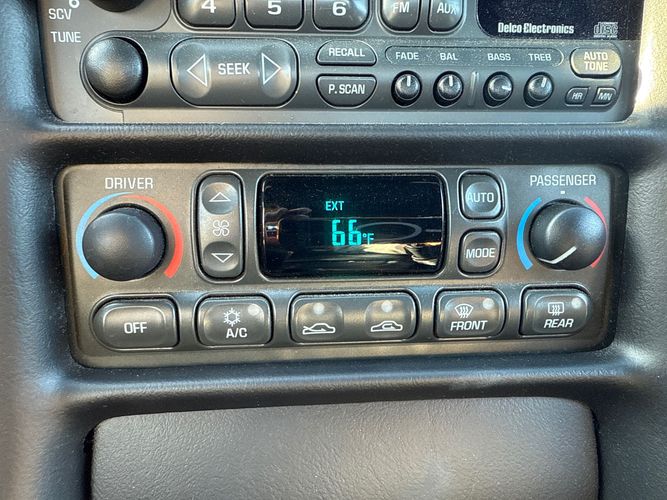 SCV
4 5 6
FM AUX
Delco Electronics
TUNE
SEEK
RECALL
P.SCAN
FADE BAL BASS TREB
AUTO
TONE
HR MN
DRIVER
PASSENGER
EXT
66°F
AUTO
MODE
OFF
A/C
FRONT
REAR